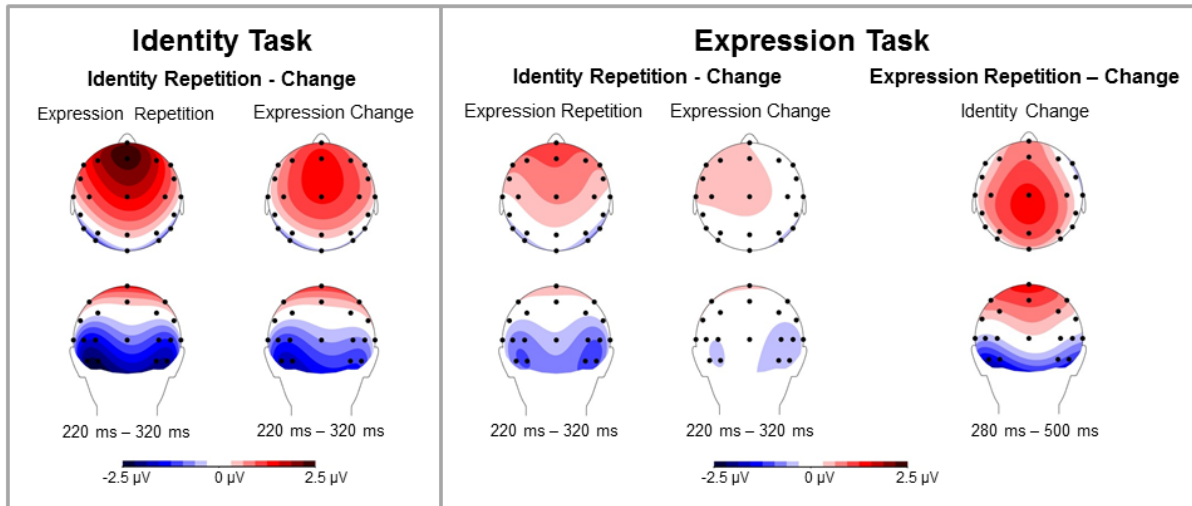 Identity Task
Identity Repetition - Change
Expression Repetition
Expression Change
220 ms – 320 ms
220 ms – 320 ms
-2.5 µV
0 µV
2.5 µV
Expression Task
Identity Repetition - Change
Expression Repetition – Change
Expression Repetition
Expression Change
Identity Change
220 ms – 320 ms
220 ms – 320 ms
280 ms – 500 ms
-2.5 µV
0 µV
2.5 µV